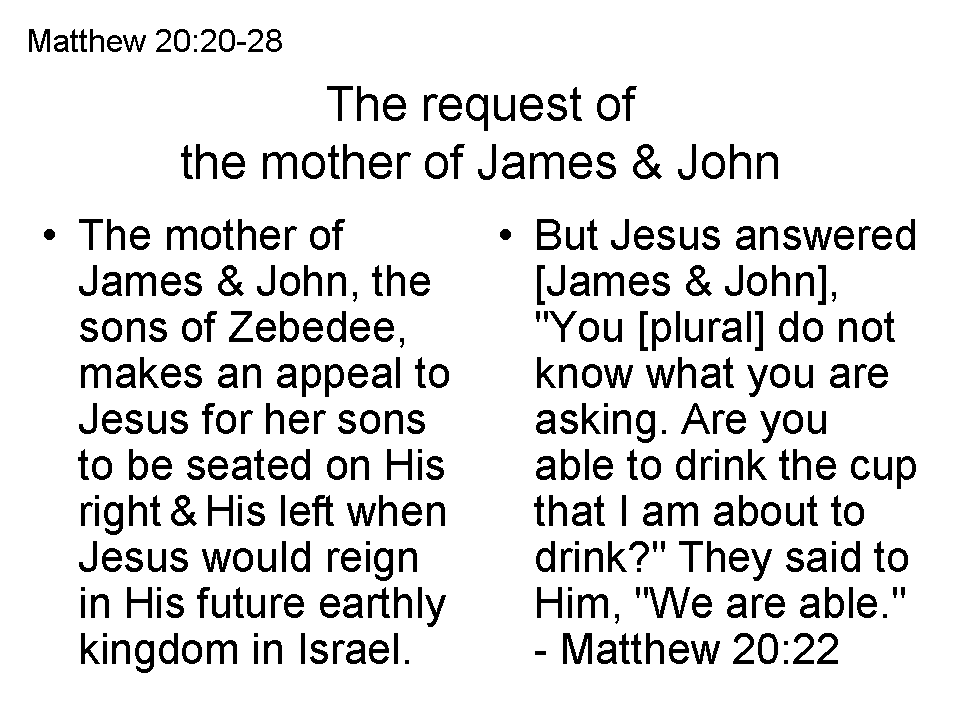 Matthew 20:20-28
The request of
the mother of James & John
• The mother of
James & John, the
sons of Zebedee,
makes an appeal to
Jesus for her sons
to be seated on His
right & His left when
Jesus would reign
in His future earthly
kingdom in Israel.
• But Jesus answered
[James & John],
"You [plural] do not
know what you are
asking. Are you
able to drink the cup
that I am about to
drink?" They said to
Him, "We are able."
- Matthew 20:22